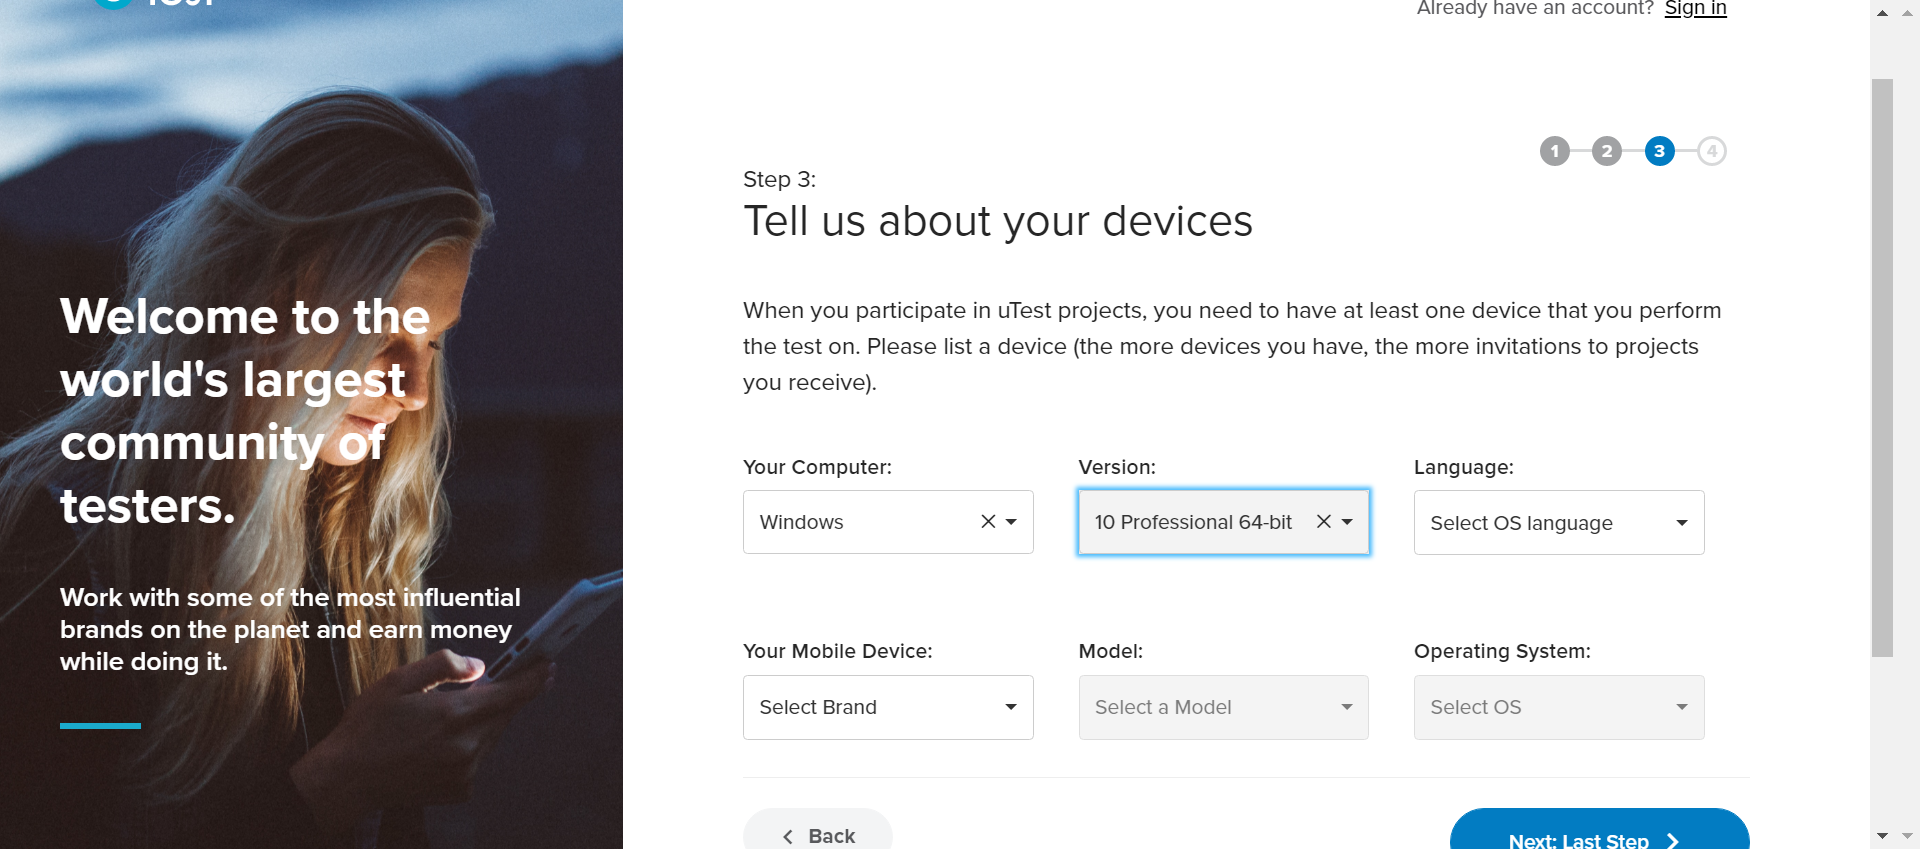 Already have an account? Sign in
1 2 3 4
Step 3:
Tell us about your devices
Welcome to the
world's largest
community of
testers.
Work with some of the most influential
brands on the planet and earn money
while doing it.
When you participate in uTest projects, you need to have at least one device that you perform
the test on. Please list a device (the more devices you have, the more invitations to projects
you receive).
Your Computer: Version: Language:
Windows 10 Professional 64-bit Select OS language
Your Mobile Device: Model: Operating System:
Select Brand Select a Model Select OS
Back Next: Last Step